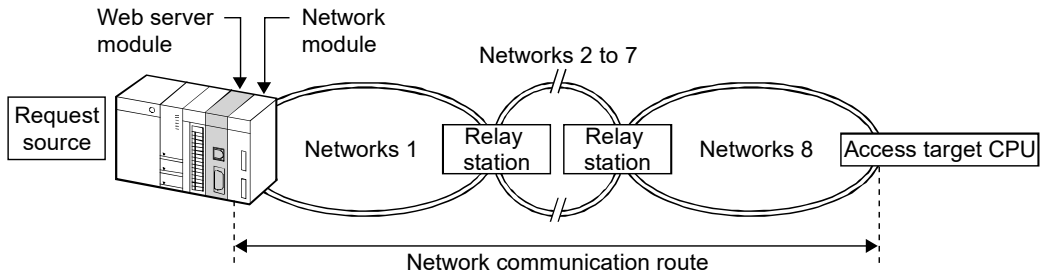 Web server
module
Network
module
Networks 2 to 7
Request
source
Networks 1
Relay
station
Relay
station
Networks 8
Access target CPU
Network communication route